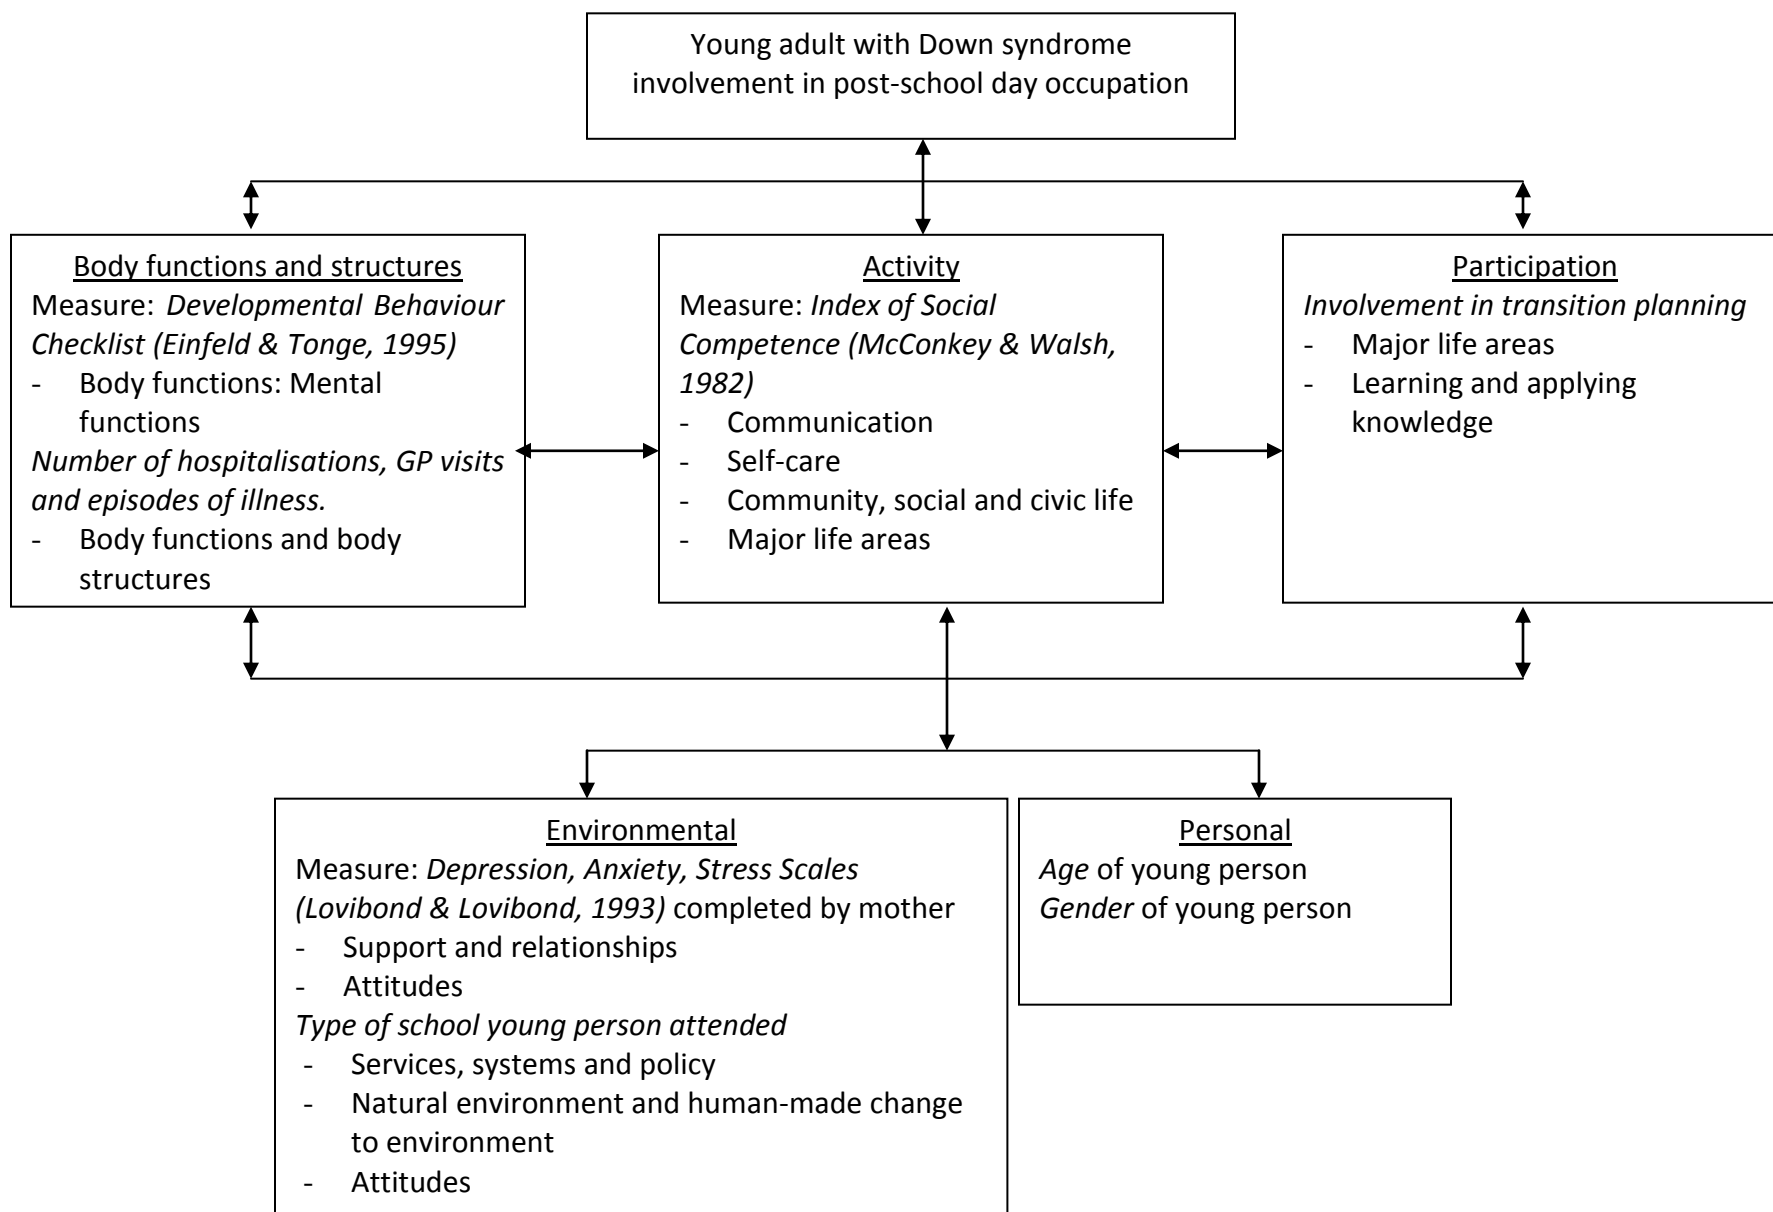 Young adult with Down syndrome
involvement in post-school day occupation
Body functions and structures
Measure: Developmental Behaviour
Checklist (Einfeld & Tonge, 1995)
- Body functions: Mental
functions
Number of hospitalisations, GP visits
and episodes of illness.
- Body functions and body
structures
Activity
Measure: Index of Social
Competence (McConkey & Walsh,
1982)
- Communication
- Self-care
- Community, social and civic life
- Major life areas
Participation
Involvement in transition planning
- Major life areas
- Learning and applying
knowledge
Environmental
Measure: Depression, Anxiety, Stress Scales
(Lovibond & Lovibond, 1993) completed by mother
- Support and relationships
- Attitudes
Type of school young person attended
- Services, systems and policy
- Natural environment and human-made change
to environment
- Attitudes
Personal
Age of young person
Gender of young person